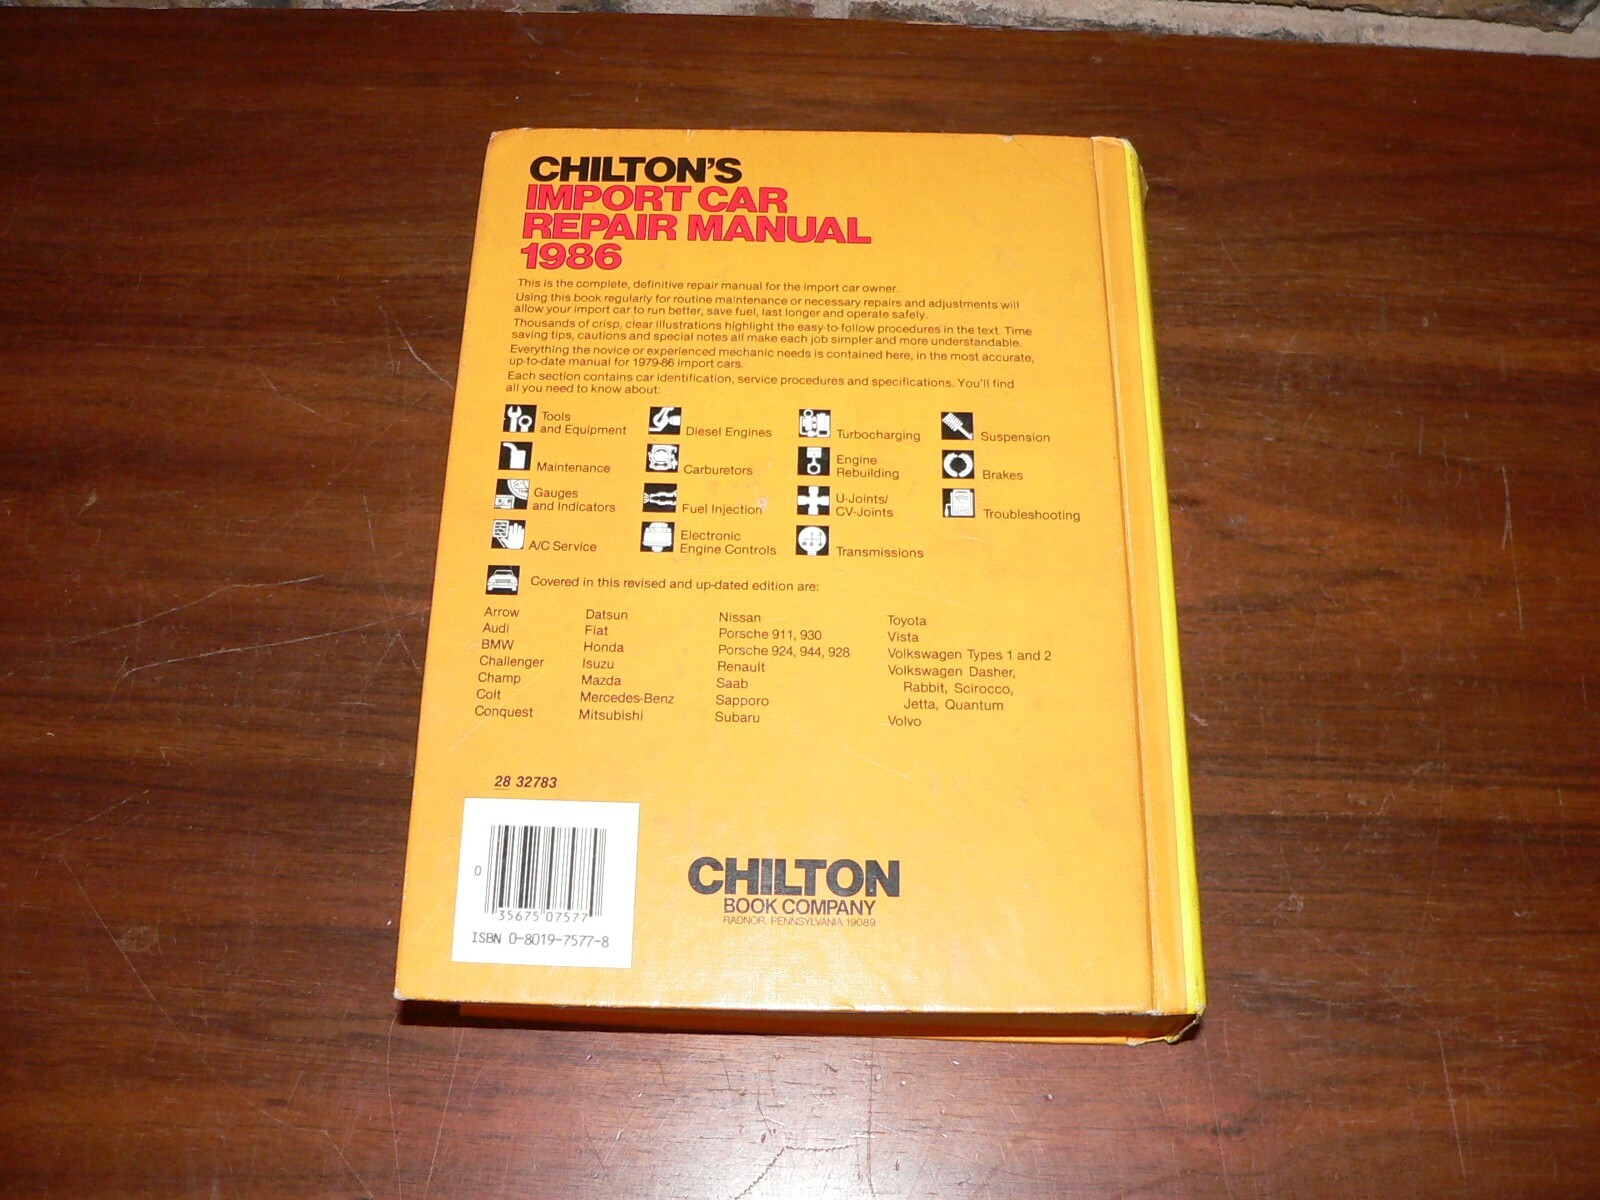 CHILTON'S
IMPORT CAR
REPAIR MANUAL
1986
This is the complete, definitive repair manual for the import car owner.
Using this book regularly for routine maintenance or necessary repairs and adjustments will
allow your import car to run better, save fuel, last longer and operate safely.
Thousands of crisp, clear illustrations highlight the easy-to-follow procedures in the text. Time
saving tips, cautions and special notes all make each job simpler and more understandable.
Everything the novice or experienced mechanic needs is contained here, in the most accurate,
up-to-date manual for 1979-86 import cars.
Each section contains car identification, service procedures and specifications. You'll find
all you need to know about:
Tools
and Equipment
Maintenance
Gauges
and Indicators
A/C Service
Diesel Engines
Carburetors
Fuel Injection
Electronic
Engine Controls
Turbocharging
Engine
Rebuilding
U-Joints/
CV-Joints
Transmissions
Suspension
Brakes
Troubleshooting
Covered in this revised and up-dated edition are:
Arrow
Audi
BMW
Challenger
Champ
Colt
Conquest
Datsun
Fiat
Honda
Isuzu
Mazda
Mercedes-Benz
Mitsubishi
Nissan
Porsche 911, 930
Porsche 924, 944, 928
Renault
Saab
Sapporo
Subaru
Toyota
Vista
Volkswagen Types 1 and 2
Volkswagen Dasher,
Rabbit, Scirocco,
Jetta, Quantum
Volvo
28 32783
0
35675 07577
ISBN 0-8019-7577-8
CHILTON
BOOK COMPANY
RADNOR, PENNSYLVANIA 19089